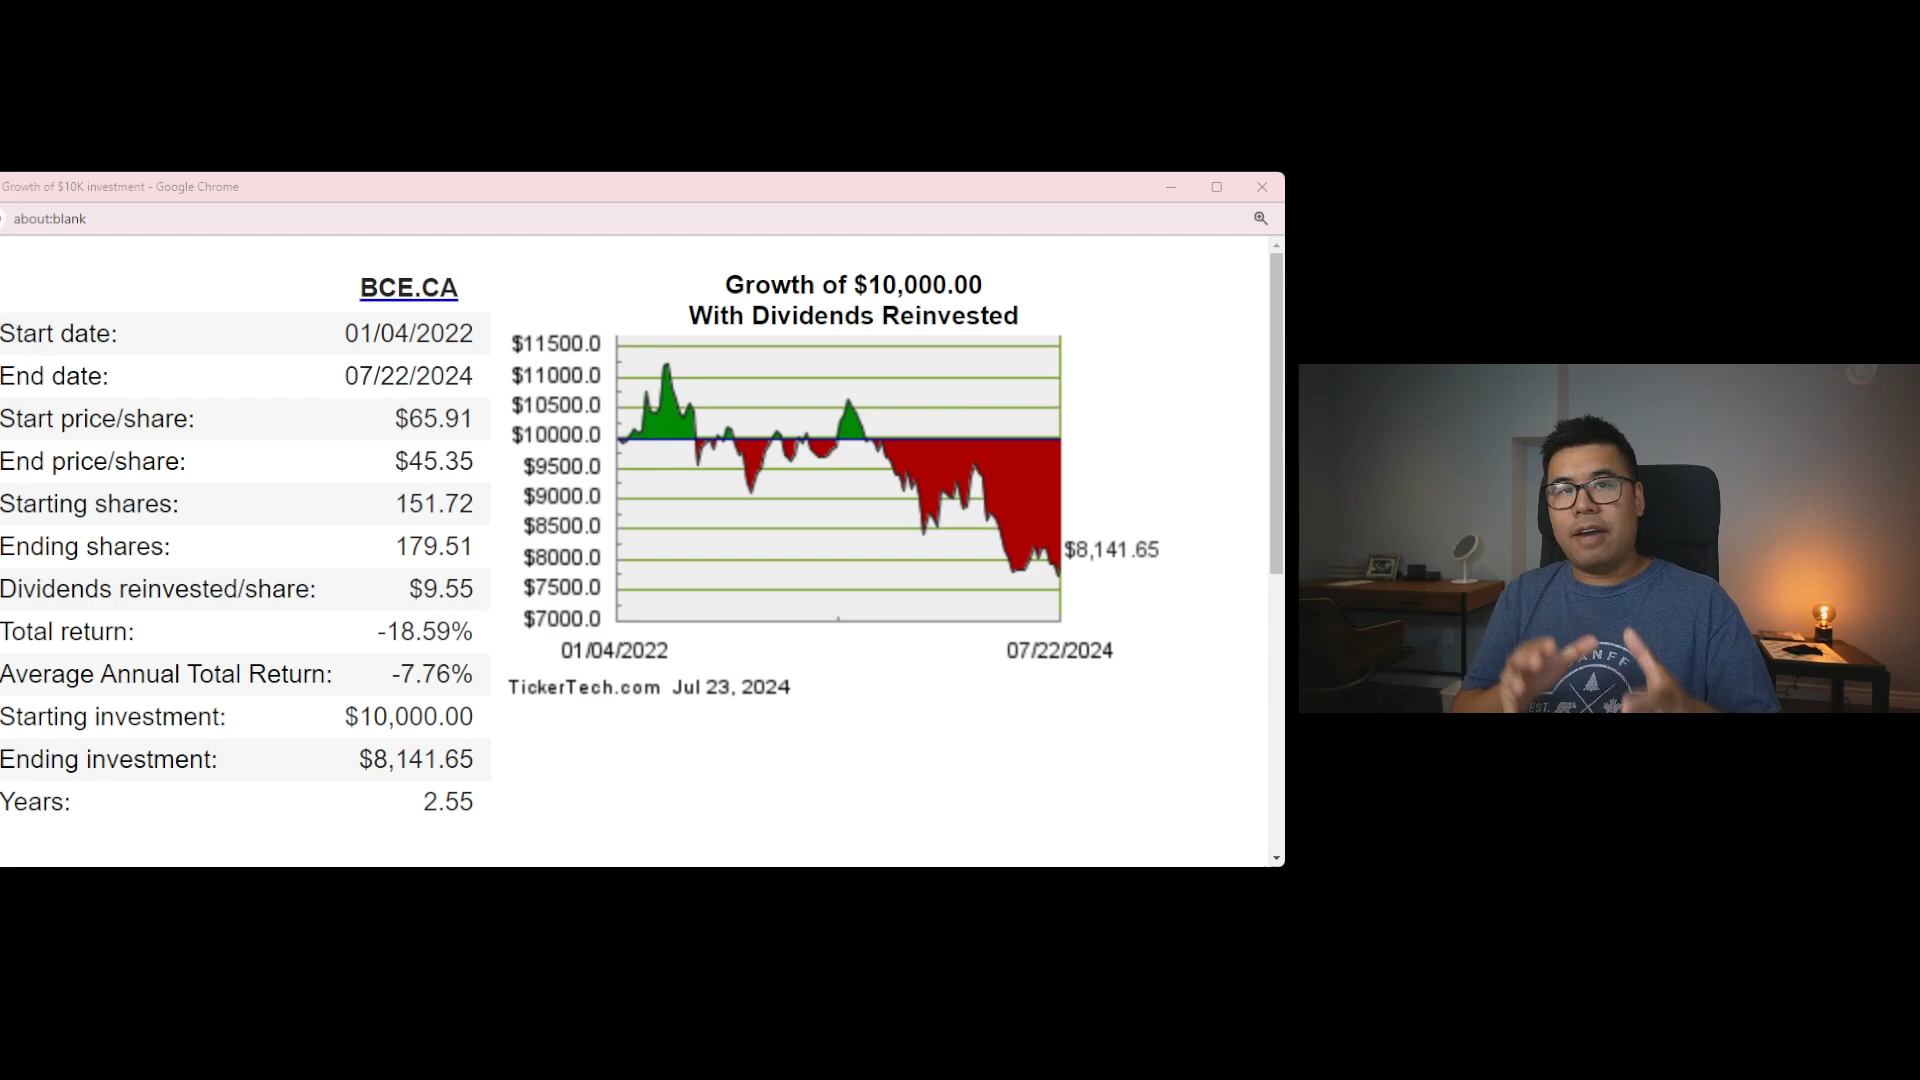 Growth of $10K investment - Google Chrome
about:blank
BCE.CA
Start date: 01/04/2022
End date: 07/22/2024
Start price/share: $65.91
End price/share: $45.35
Starting shares: 151.72
Ending shares: 179.51
Dividends reinvested/share: $9.55
Total return: -18.59%
Average Annual Total Return: -7.76%
Starting investment: $10,000.00
Ending investment: $8,141.65
Years: 2.55
Growth of $10,000.00
With Dividends Reinvested
$11500.0
$11000.0
$10500.0
$10000.0
$9500.0
$9000.0
$8500.0
$8000.0
$7500.0
$7000.0
$8,141.65
01/04/2022 07/22/2024
TickerTech.com Jul 23, 2024
BANFF
EST.